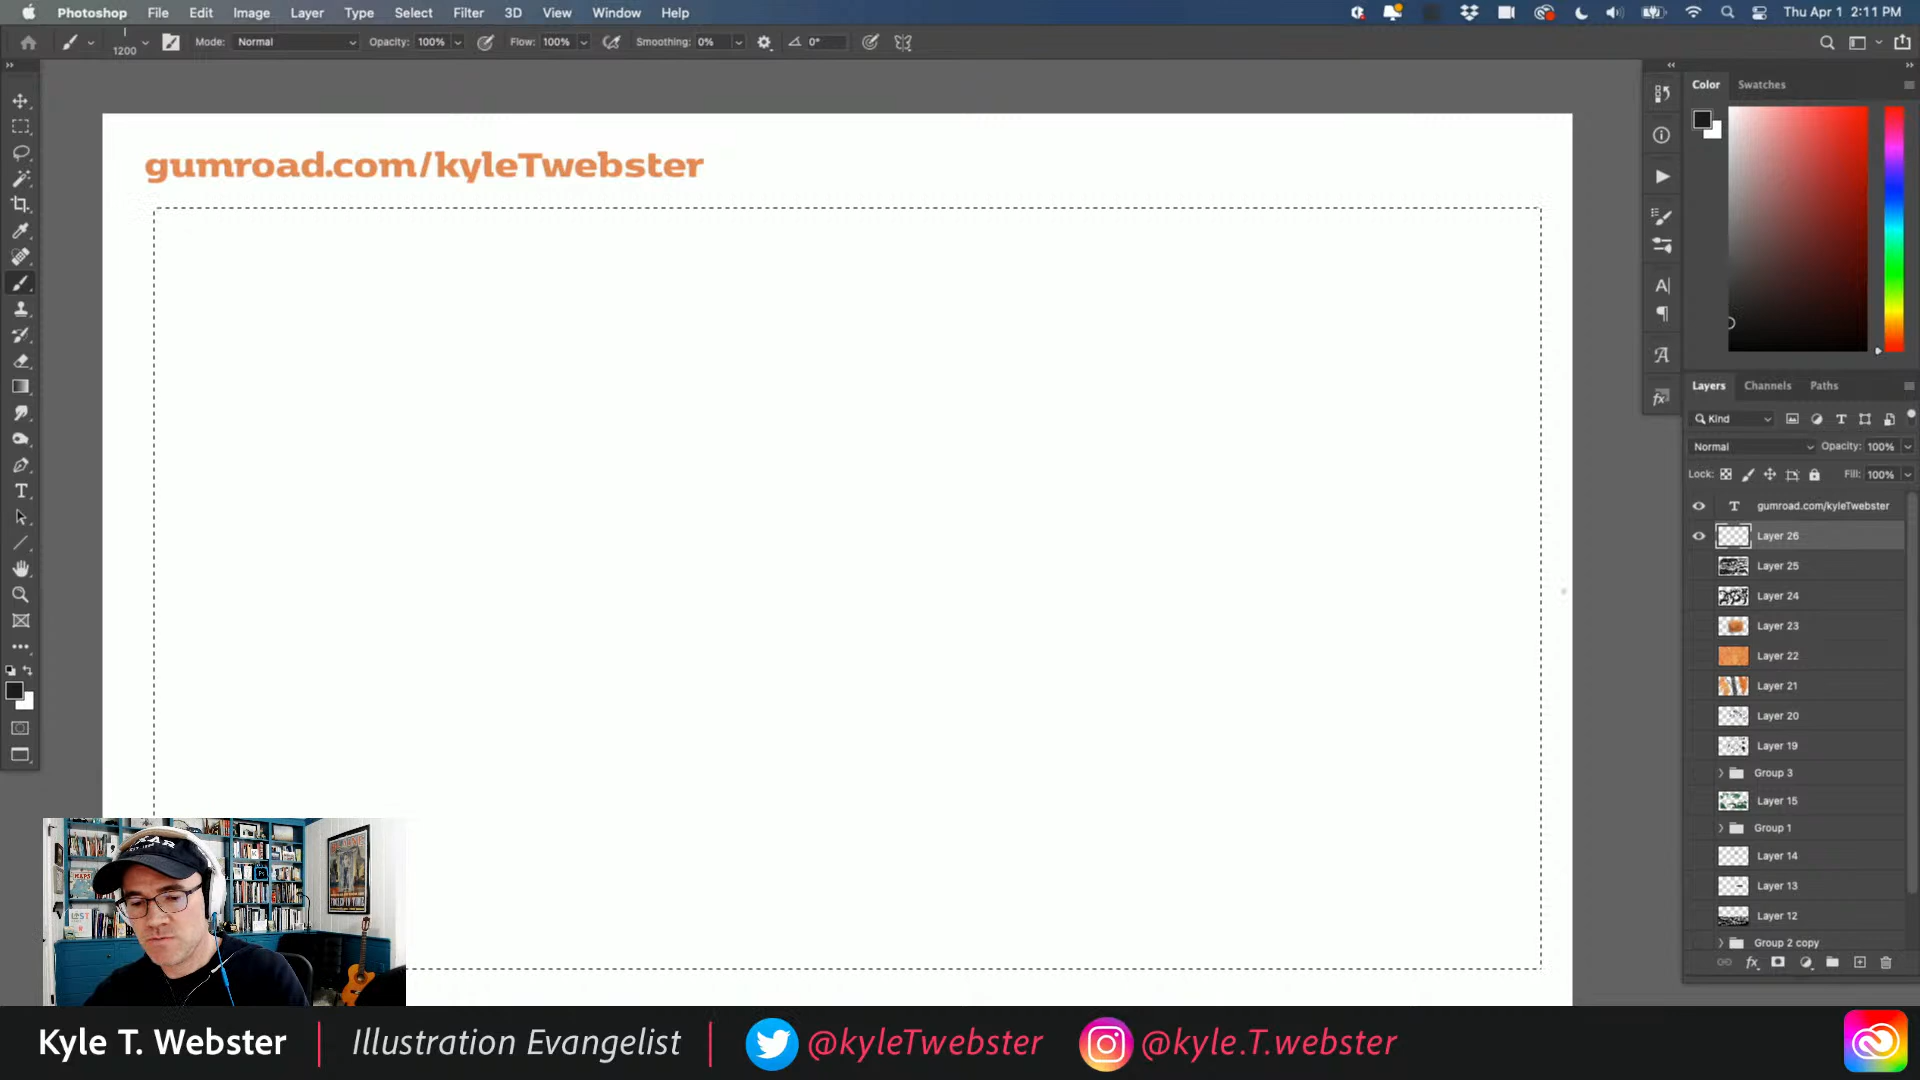 Photoshop File Edit Image Layer Type Select Filter 3D View Window Help Thu Apr 1 2:11 PM
1200 Mode: Normal Opacity: 100% Flow: 100% Smoothing: 0% 0°
Color Swatches
gumroad.com/kyleTwebster
Layers Channels Paths
Kind
Normal Opacity: 100%
Lock: Fill: 100%
gumroad.com/kyleTwebster
Layer 26
Layer 25
Layer 24
Layer 23
Layer 22
Layer 21
Layer 20
Layer 19
Group 3
Layer 15
Group 1
Layer 14
Layer 13
Layer 12
Group 2 copy
Kyle T. Webster | Illustration Evangelist | @kyleTwebster @kyle.T.webster